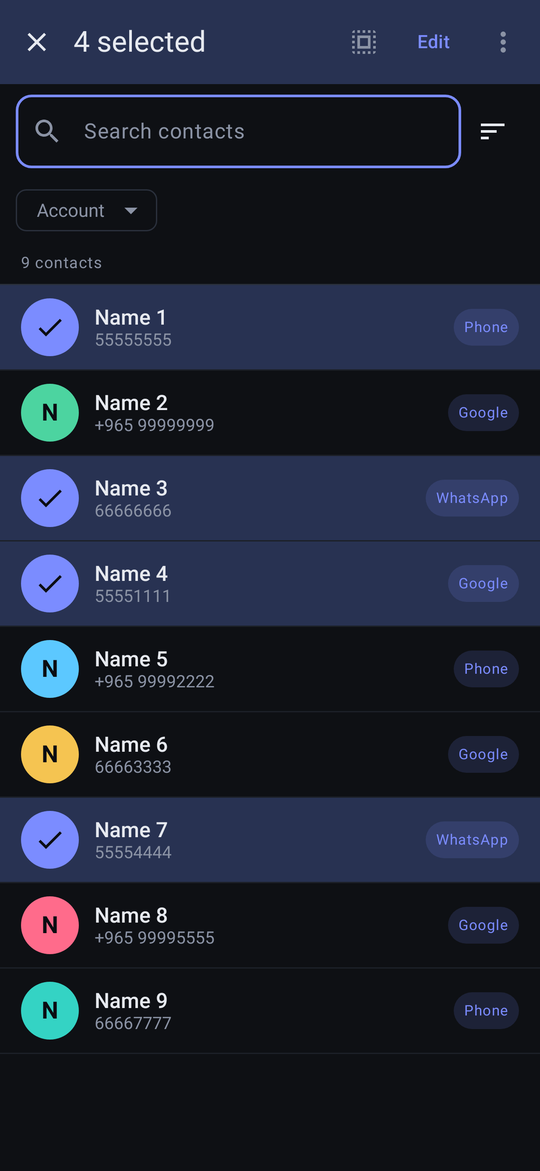 4 selected
Edit
Search contacts
Account
9 contacts
Name 1
55555555
Phone
N
Name 2
+965 99999999
Google
Name 3
66666666
WhatsApp
Name 4
55551111
Google
N
Name 5
+965 99992222
Phone
N
Name 6
66663333
Google
Name 7
55554444
WhatsApp
N
Name 8
+965 99995555
Google
N
Name 9
66667777
Phone